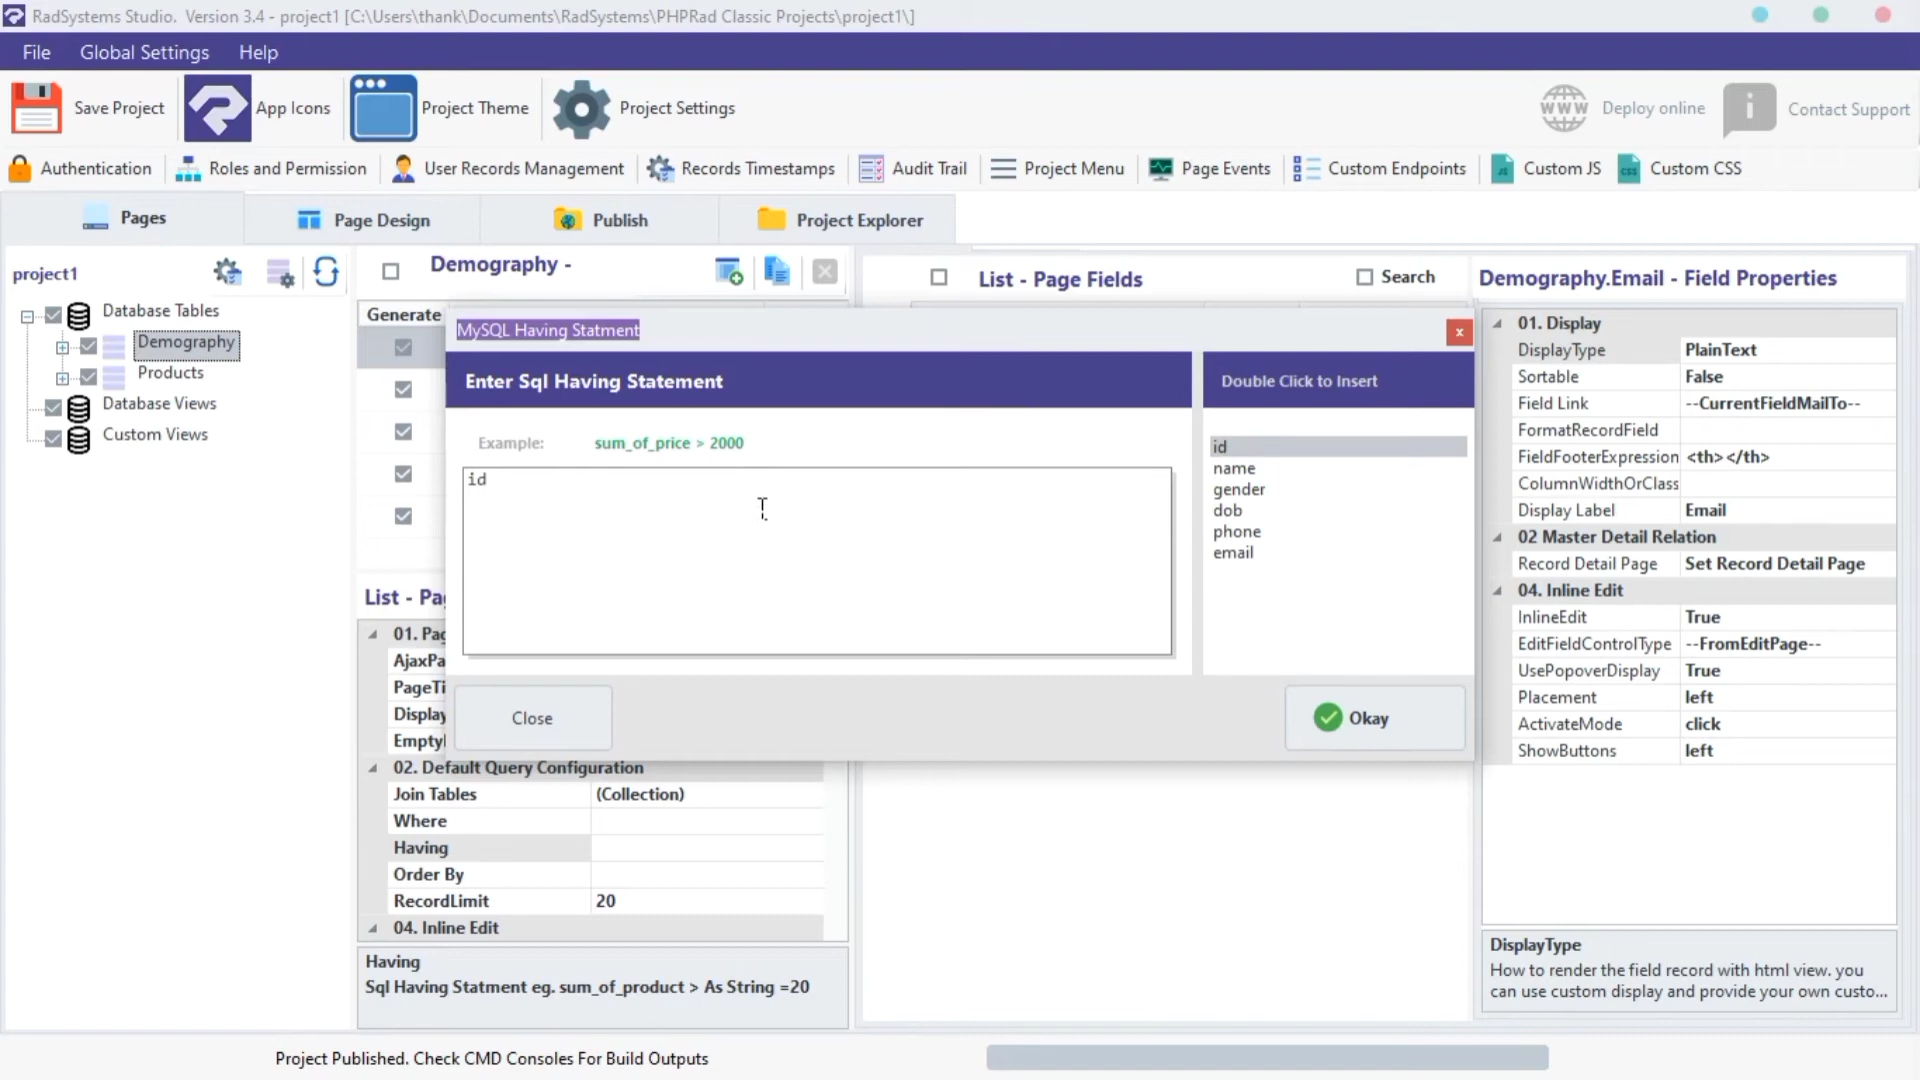 RadSystems Studio. Version 3.4 - project1 [C:\Users\thank\Documents\RadSystems\PHPRad Classic Projects\project1\]
File Global Settings Help
Save Project App Icons Project Theme Project Settings WWW Deploy online i Contact Support
Authentication Roles and Permission User Records Management Records Timestamps Audit Trail Project Menu Page Events Custom Endpoints Custom JS Custom CSS
Pages Page Design Publish Project Explorer
project1
Database Tables
Demography
Products
Database Views
Custom Views
Demography -
Generate
List - Page Fields
Search
MySQL Having Statment
x
Enter Sql Having Statement
Double Click to Insert
Example: sum_of_price > 2000
id
id
name
gender
dob
phone
email
Close
Okay
List - Pa
01. Pag
AjaxPa
PageTi
Display
Empty
02. Default Query Configuration
Join Tables (Collection)
Where
Having
Order By
RecordLimit 20
04. Inline Edit
Having
Sql Having Statment eg. sum_of_product > As String =20
Demography.Email - Field Properties
01. Display
DisplayType PlainText
Sortable False
Field Link --CurrentFieldMailTo--
FormatRecordField
FieldFooterExpression <th></th>
ColumnWidthOrClass
Display Label Email
02 Master Detail Relation
Record Detail Page Set Record Detail Page
04. Inline Edit
InlineEdit True
EditFieldControlType --FromEditPage--
UsePopoverDisplay True
Placement left
ActivateMode click
ShowButtons left
DisplayType
How to render the field record with html view. you
can use custom display and provide your own custo...
Project Published. Check CMD Consoles For Build Outputs